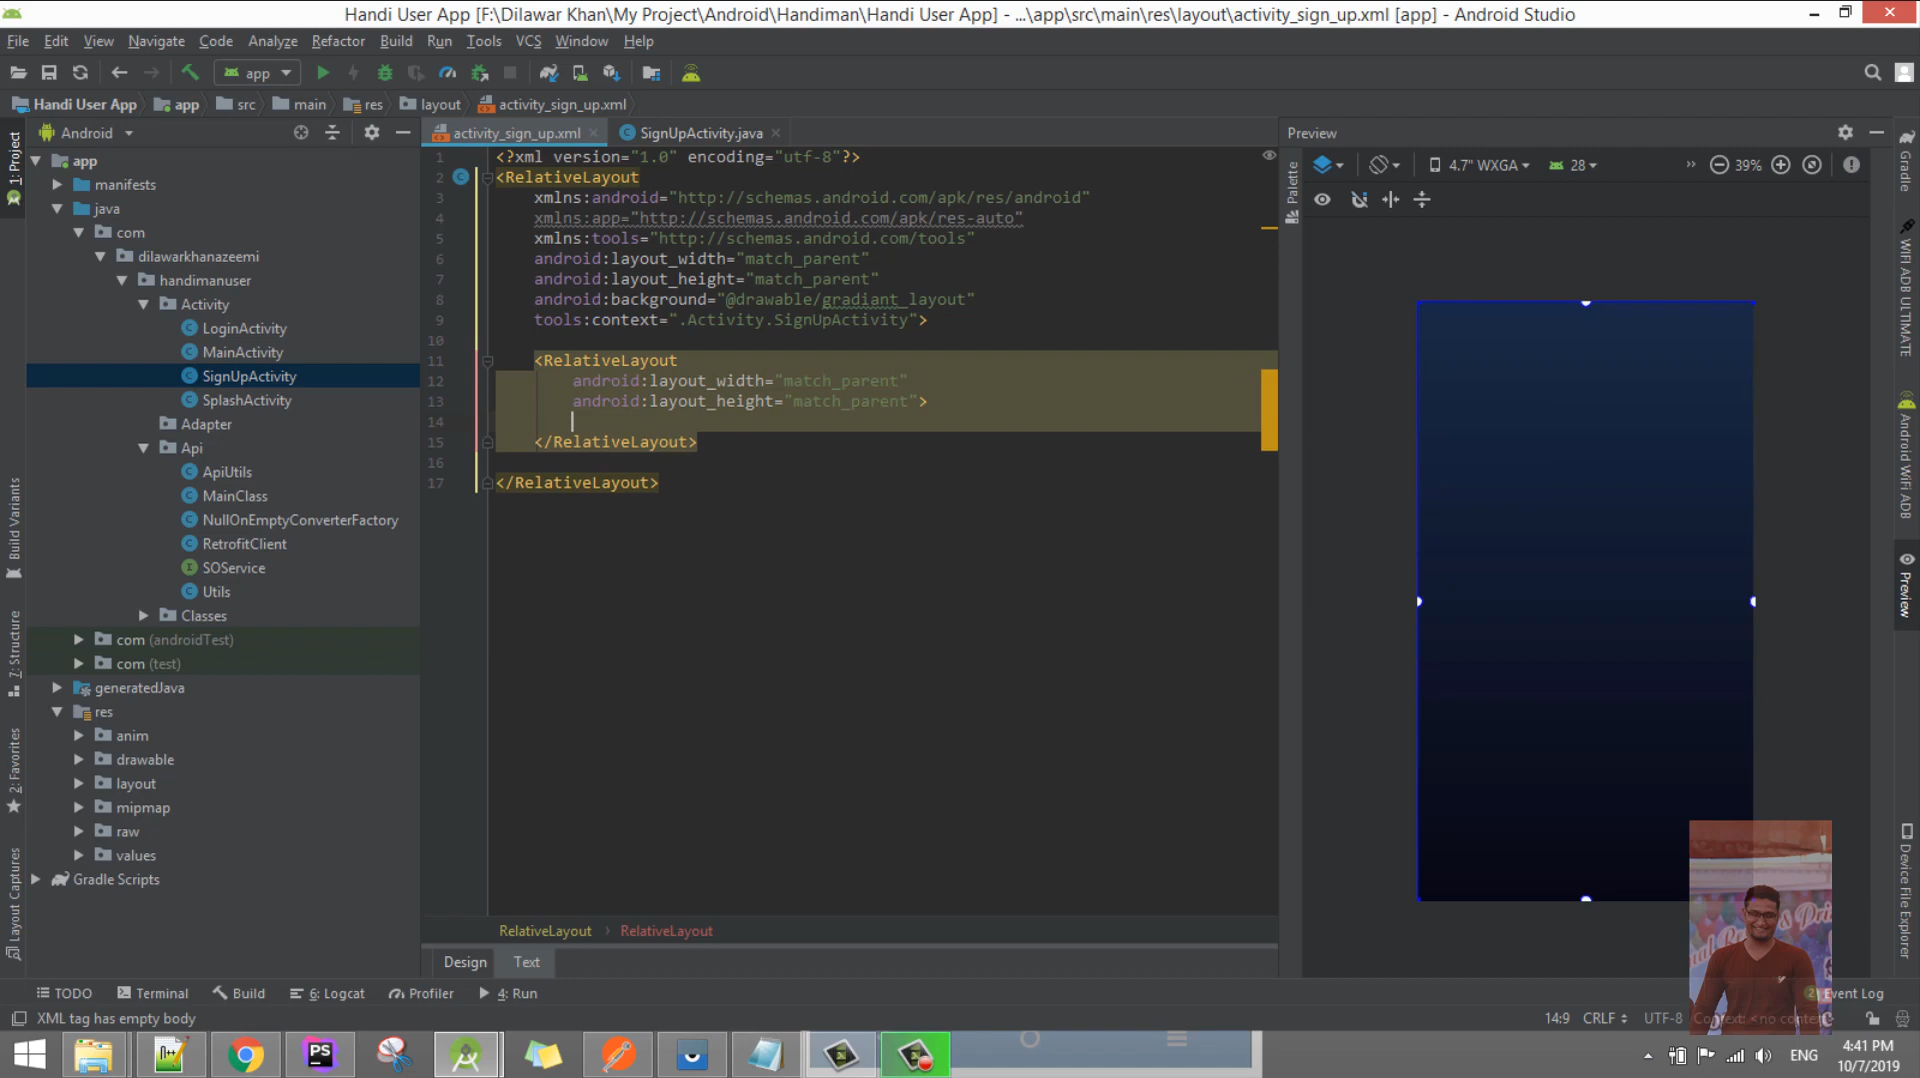 Handi User App [F:\Dilawar Khan\My Project\Android\Handiman\Handi User App] - ...\app\src\main\res\layout\activity_sign_up.xml [app] - Android Studio
File Edit View Navigate Code Analyze Refactor Build Run Tools VCS Window Help
app
Handi User App app src main res layout activity_sign_up.xml
Android
activity_sign_up.xml SignUpActivity.java
Preview
4.7" WXGA 28 » 39%
1: Project
Build Variants
7: Structure
2: Favorites
Layout Captures
app
manifests
java
com
dilawarkhanazeemi
handimanuser
Activity
LoginActivity
MainActivity
SignUpActivity
SplashActivity
Adapter
Api
ApiUtils
MainClass
NullOnEmptyConverterFactory
RetrofitClient
SOService
Utils
Classes
com (androidTest)
com (test)
generatedJava
res
anim
drawable
layout
mipmap
raw
values
Gradle Scripts
1 <?xml version="1.0" encoding="utf-8"?>
2 <RelativeLayout
3 xmlns:android="http://schemas.android.com/apk/res/android"
4 xmlns:app="http://schemas.android.com/apk/res-auto"
5 xmlns:tools="http://schemas.android.com/tools"
6 android:layout_width="match_parent"
7 android:layout_height="match_parent"
8 android:background="@drawable/gradiant_layout"
9 tools:context=".Activity.SignUpActivity">
10
11 <RelativeLayout
12 android:layout_width="match_parent"
13 android:layout_height="match_parent">
14
15 </RelativeLayout>
16
17 </RelativeLayout>
RelativeLayout › RelativeLayout
Design Text
Palette
Gradle
WIFI ADB ULTIMATE
Android WiFi ADB
Preview
Device File Explorer
TODO Terminal Build 6: Logcat Profiler 4: Run 2 Event Log
XML tag has empty body 14:9 CRLF UTF-8 Context: <no context>
n++ PS ENG 4:41 PM
10/7/2019